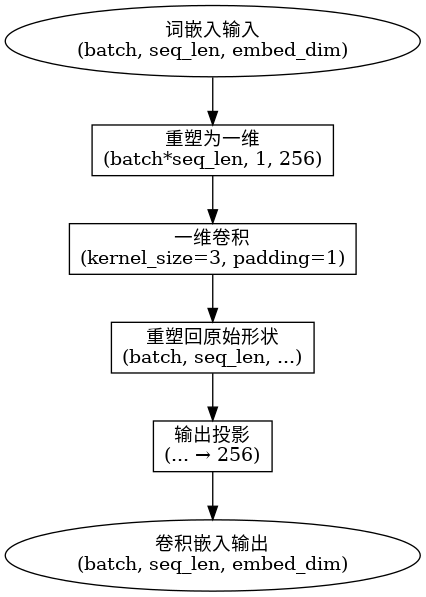 词嵌入输入
(batch, seq_len, embed_dim)
重塑为一维
(batch*seq_len, 1, 256)
一维卷积
(kernel_size=3, padding=1)
重塑回原始形状
(batch, seq_len, ...)
输出投影
(... → 256)
卷积嵌入输出
(batch, seq_len, embed_dim)